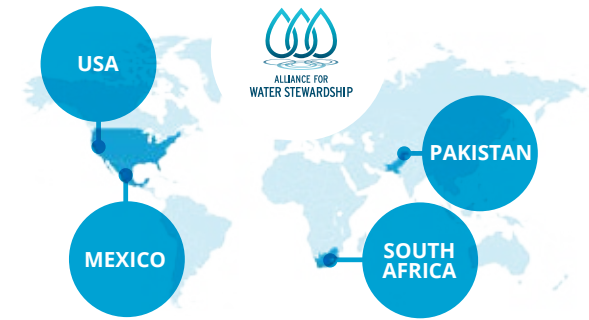 USA
ALLIANCE FOR
WATER STEWARDSHIP
PAKISTAN
MEXICO
SOUTH
AFRICA